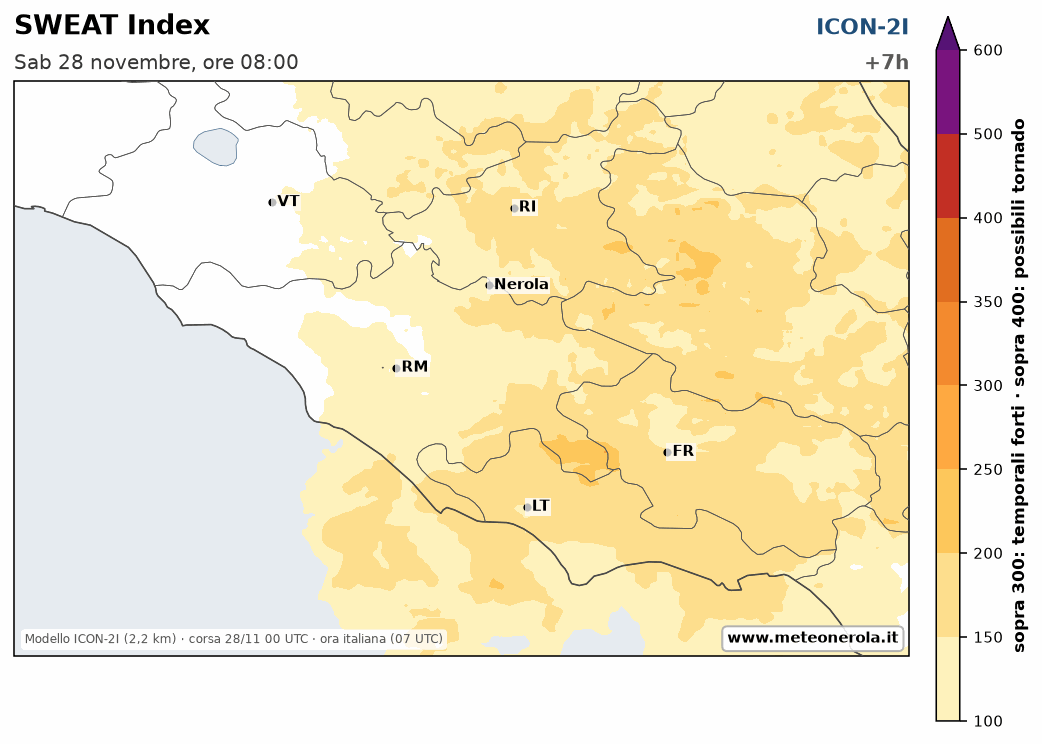 SWEAT Index
ICON-2I
Sab 28 novembre, ore 08:00
+7h
600
500
400
350
300
250
200
150
100
sopra 300: temporali forti · sopra 400: possibili tornado
VT
RI
Nerola
RM
FR
LT
Modello ICON-2I (2,2 km) · corsa 28/11 00 UTC · ora italiana (07 UTC)
www.meteonerola.it